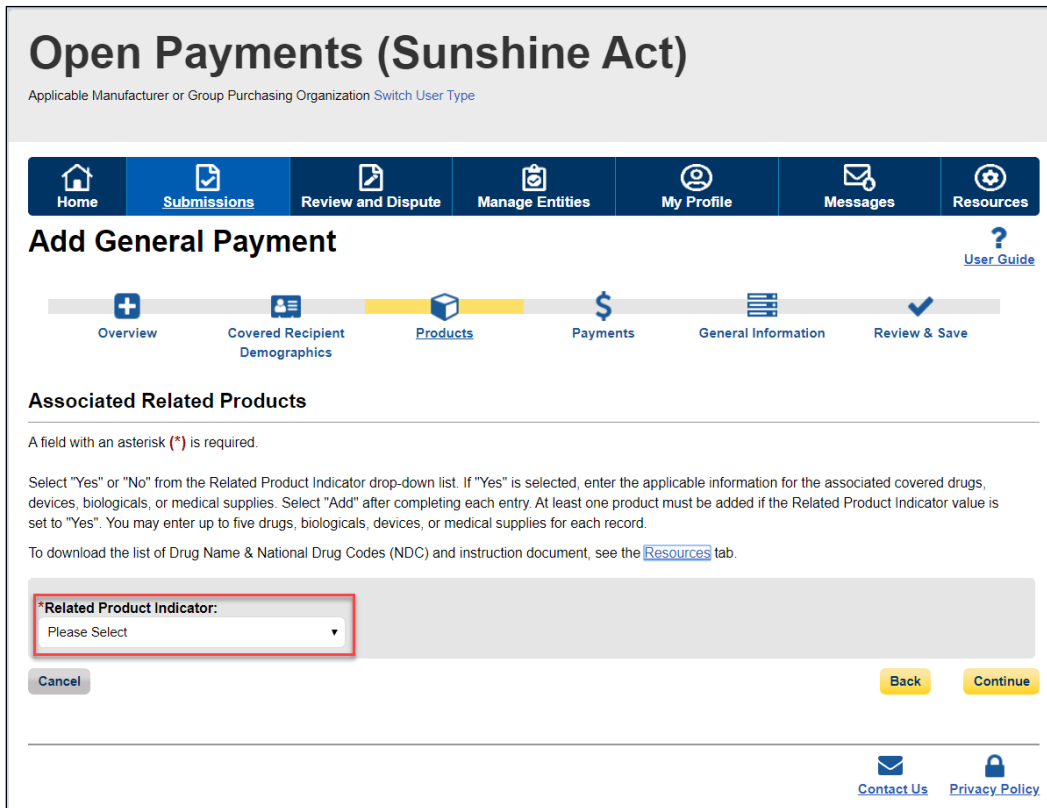 Open Payments (Sunshine Act)
Applicable Manufacturer or Group Purchasing Organization Switch User Type
Home Submissions Review and Dispute Manage Entities My Profile Messages Resources
Add General Payment
?
User Guide
$
Overview Covered Recipient Demographics Products Payments General Information Review & Save
Associated Related Products
A field with an asterisk (*) is required.
Select "Yes" or "No" from the Related Product Indicator drop-down list. If "Yes" is selected, enter the applicable information for the associated covered drugs,
devices, biologicals, or medical supplies. Select "Add" after completing each entry. At least one product must be added if the Related Product Indicator value is
set to "Yes". You may enter up to five drugs, biologicals, devices, or medical supplies for each record.
To download the list of Drug Name & National Drug Codes (NDC) and instruction document, see the Resources tab.
*Related Product Indicator:
Please Select
Cancel Back Continue
Contact Us Privacy Policy